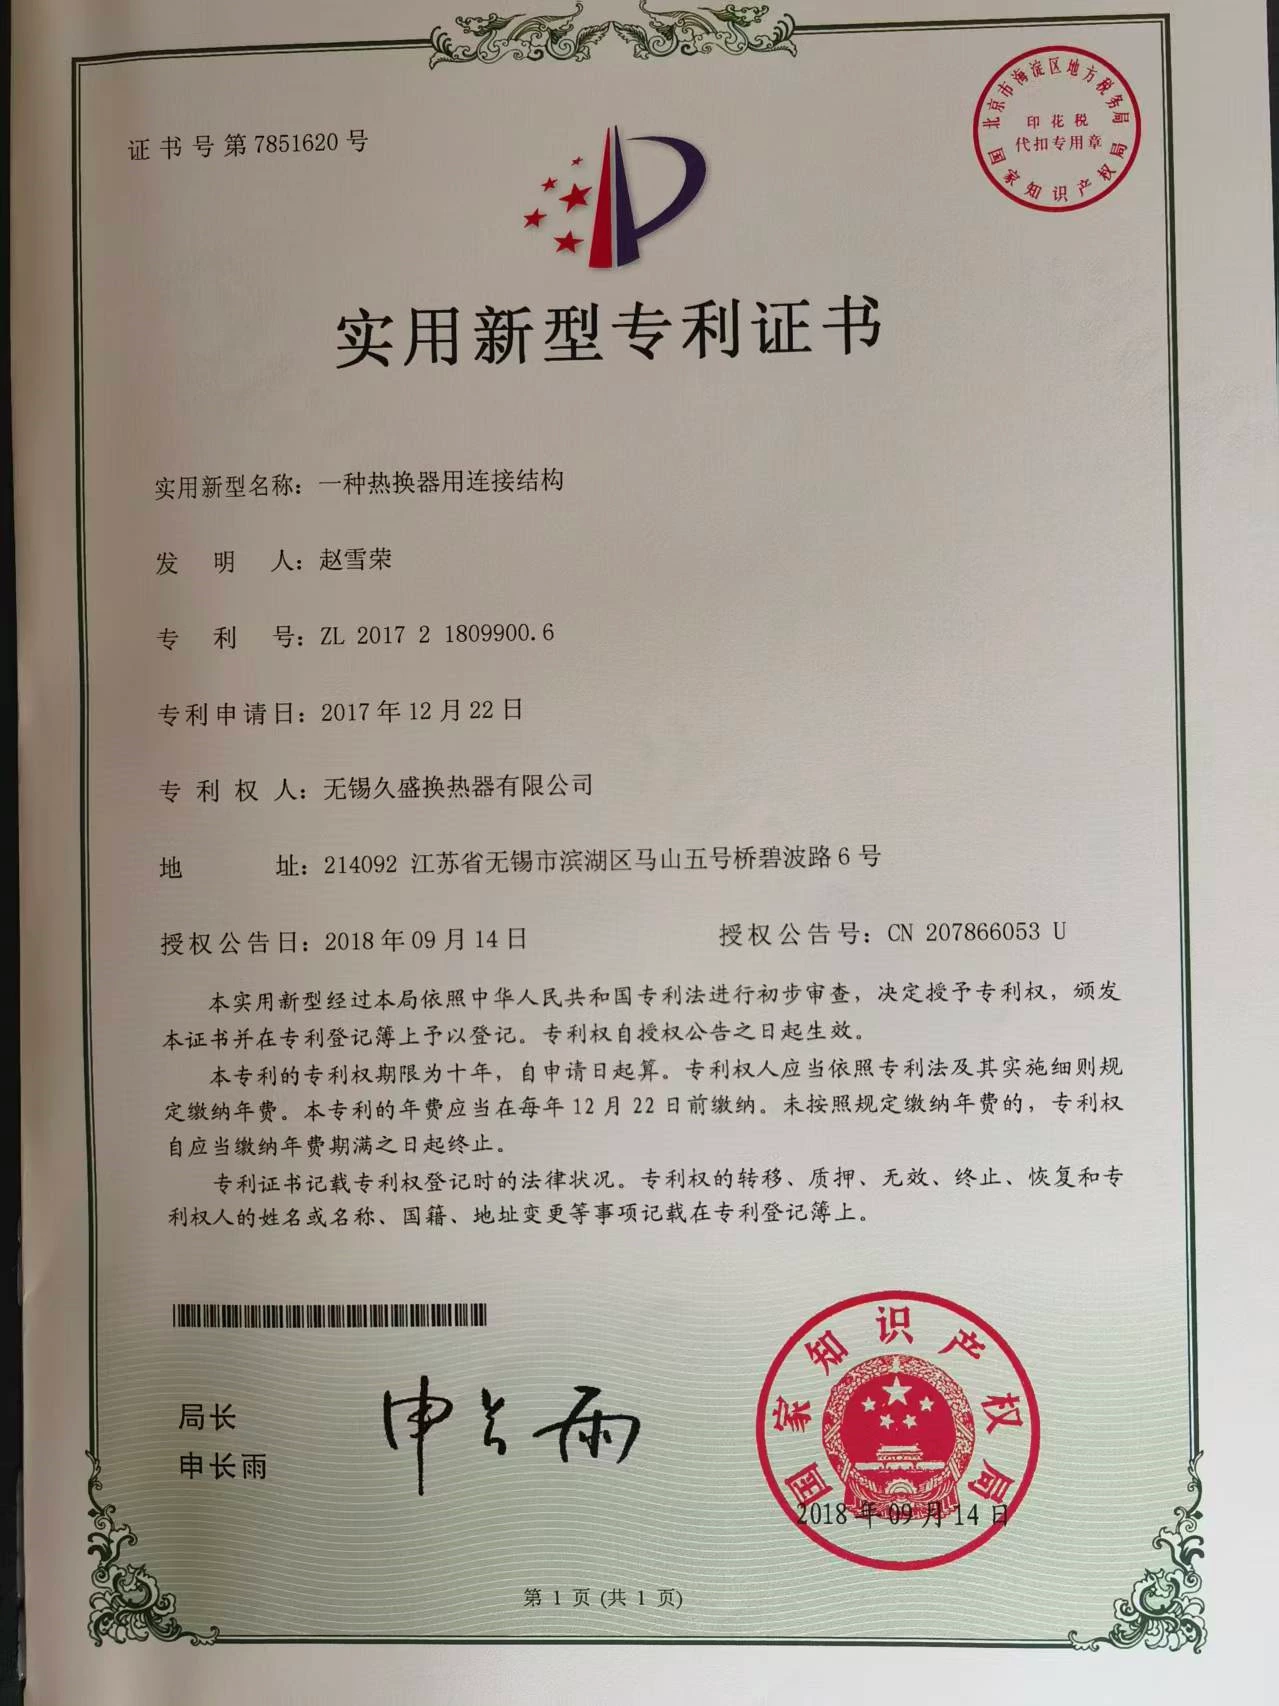 证书号第7851620号
北京市海淀区地方税务局
印花税
代扣专用章
国家知识产权局
实用新型专利证书
实用新型名称：一种热换器用连接结构
发明人：赵雪荣
专利号：ZL 2017 2 1809900.6
专利申请日：2017年12月22日
专利权人：无锡久盛换热器有限公司
地址：214092 江苏省无锡市滨湖区马山五号桥碧波路6号
授权公告日：2018年09月14日 授权公告号：CN 207866053 U
本实用新型经过本局依照中华人民共和国专利法进行初步审查，决定授予专利权，颁发
本证书并在专利登记簿上予以登记。专利权自授权公告之日起生效。
本专利的专利权期限为十年，自申请日起算。专利权人应当依照专利法及其实施细则规
定缴纳年费。本专利的年费应当在每年12月22日前缴纳。未按照规定缴纳年费的，专利权
自应当缴纳年费期满之日起终止。
专利证书记载专利权登记时的法律状况。专利权的转移、质押、无效、终止、恢复和专
利权人的姓名或名称、国籍、地址变更等事项记载在专利登记簿上。
局长
申长雨
申长雨
国家知识产权局
2018年09月14日
第1页(共1页)